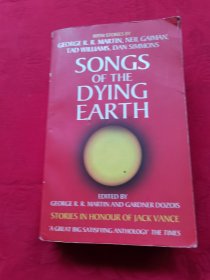 WITH STORIES BY
GEORGE R. R. MARTIN, NEIL GAIMAN,
TAD WILLIAMS, DAN SIMMONS
SONGS
OF THE
DYING
EARTH
EDITED BY
GEORGE R. R. MARTIN AND GARDNER DOZOIS
STORIES IN HONOUR OF JACK VANCE
'A GREAT BIG SATISFYING ANTHOLOGY' THE TIMES